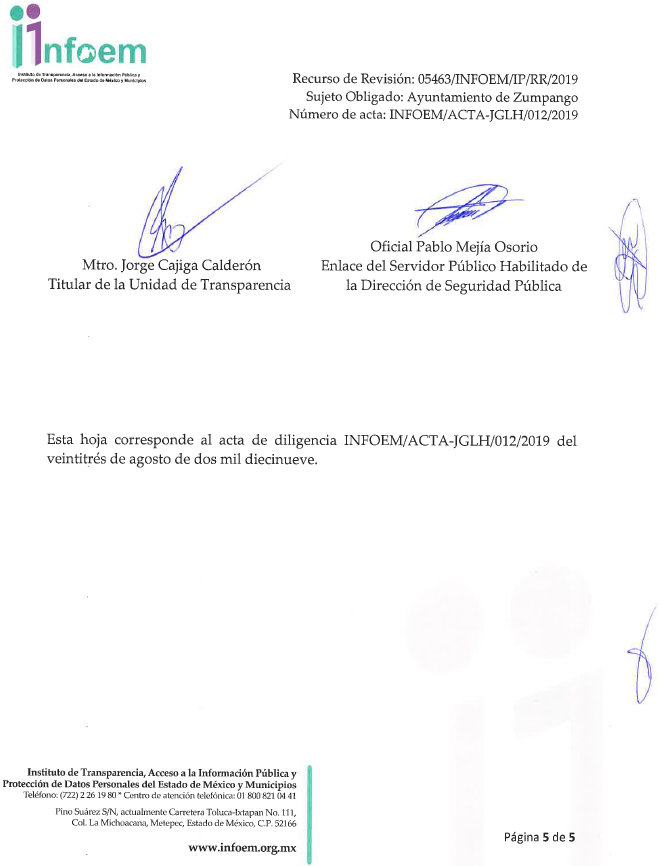 infoem
Instituto de Transparencia, Acceso a la Información Pública y
Protección de Datos Personales del Estado de México y Municipios
Recurso de Revisión: 05463/INFOEM/IP/RR/2019
Sujeto Obligado: Ayuntamiento de Zumpango
Número de acta: INFOEM/ACTA-JGLH/012/2019
Mtro. Jorge Cajiga Calderón
Titular de la Unidad de Transparencia
Oficial Pablo Mejía Osorio
Enlace del Servidor Público Habilitado de
la Dirección de Seguridad Pública
Esta hoja corresponde al acta de diligencia INFOEM/ACTA-JGLH/012/2019 del
veintitrés de agosto de dos mil diecinueve.
Instituto de Transparencia, Acceso a la Información Pública y
Protección de Datos Personales del Estado de México y Municipios
Teléfono: (722) 2 26 19 80 * Centro de atención telefónica: 01 800 821 04 41
Pino Suárez S/N, actualmente Carretera Toluca-Ixtapan No. 111,
Col. La Michoacana, Metepec, Estado de México, C.P. 52166
www.infoem.org.mx
Página 5 de 5